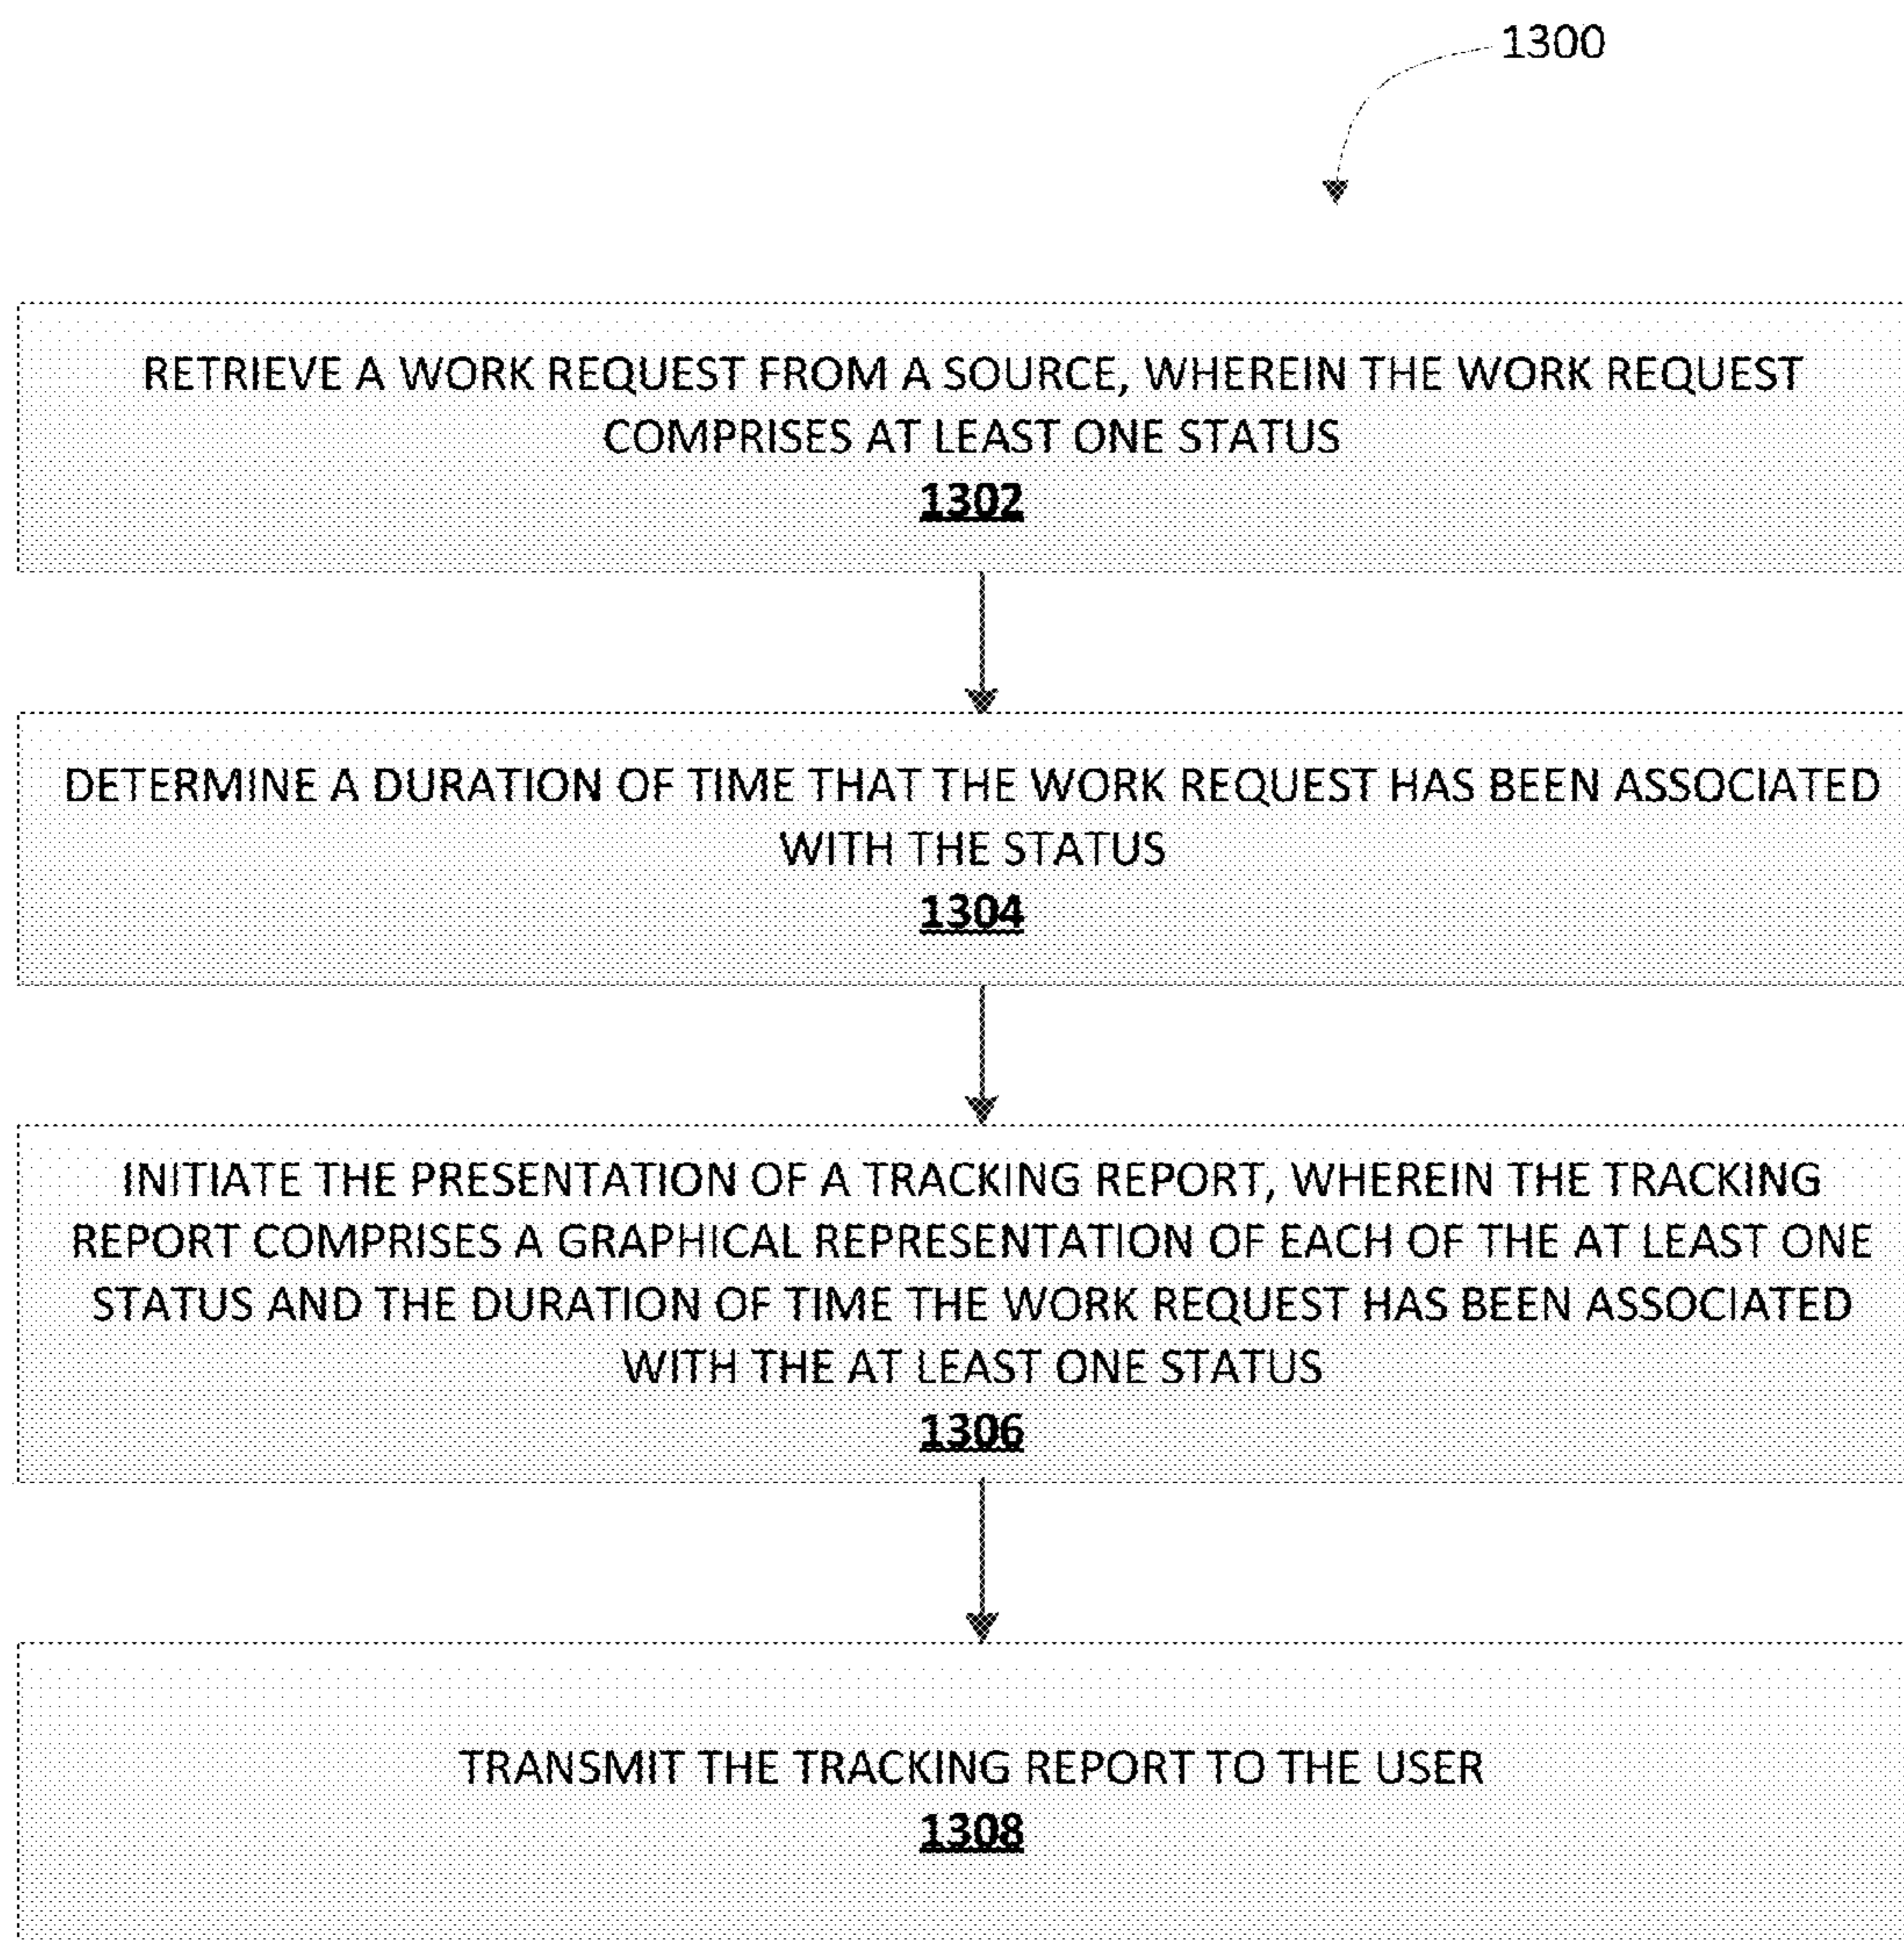 1300
RETRIEVE A WORK REQUEST FROM A SOURCE, WHEREIN THE WORK REQUEST
COMPRISES AT LEAST ONE STATUS
1302
DETERMINE A DURATION OF TIME THAT THE WORK REQUEST HAS BEEN ASSOCIATED
WITH THE STATUS
1304
INITIATE THE PRESENTATION OF A TRACKING REPORT, WHEREIN THE TRACKING
REPORT COMPRISES A GRAPHICAL REPRESENTATION OF EACH OF THE AT LEAST ONE
STATUS AND THE DURATION OF TIME THE WORK REQUEST HAS BEEN ASSOCIATED
WITH THE AT LEAST ONE STATUS
1306
TRANSMIT THE TRACKING REPORT TO THE USER
1308